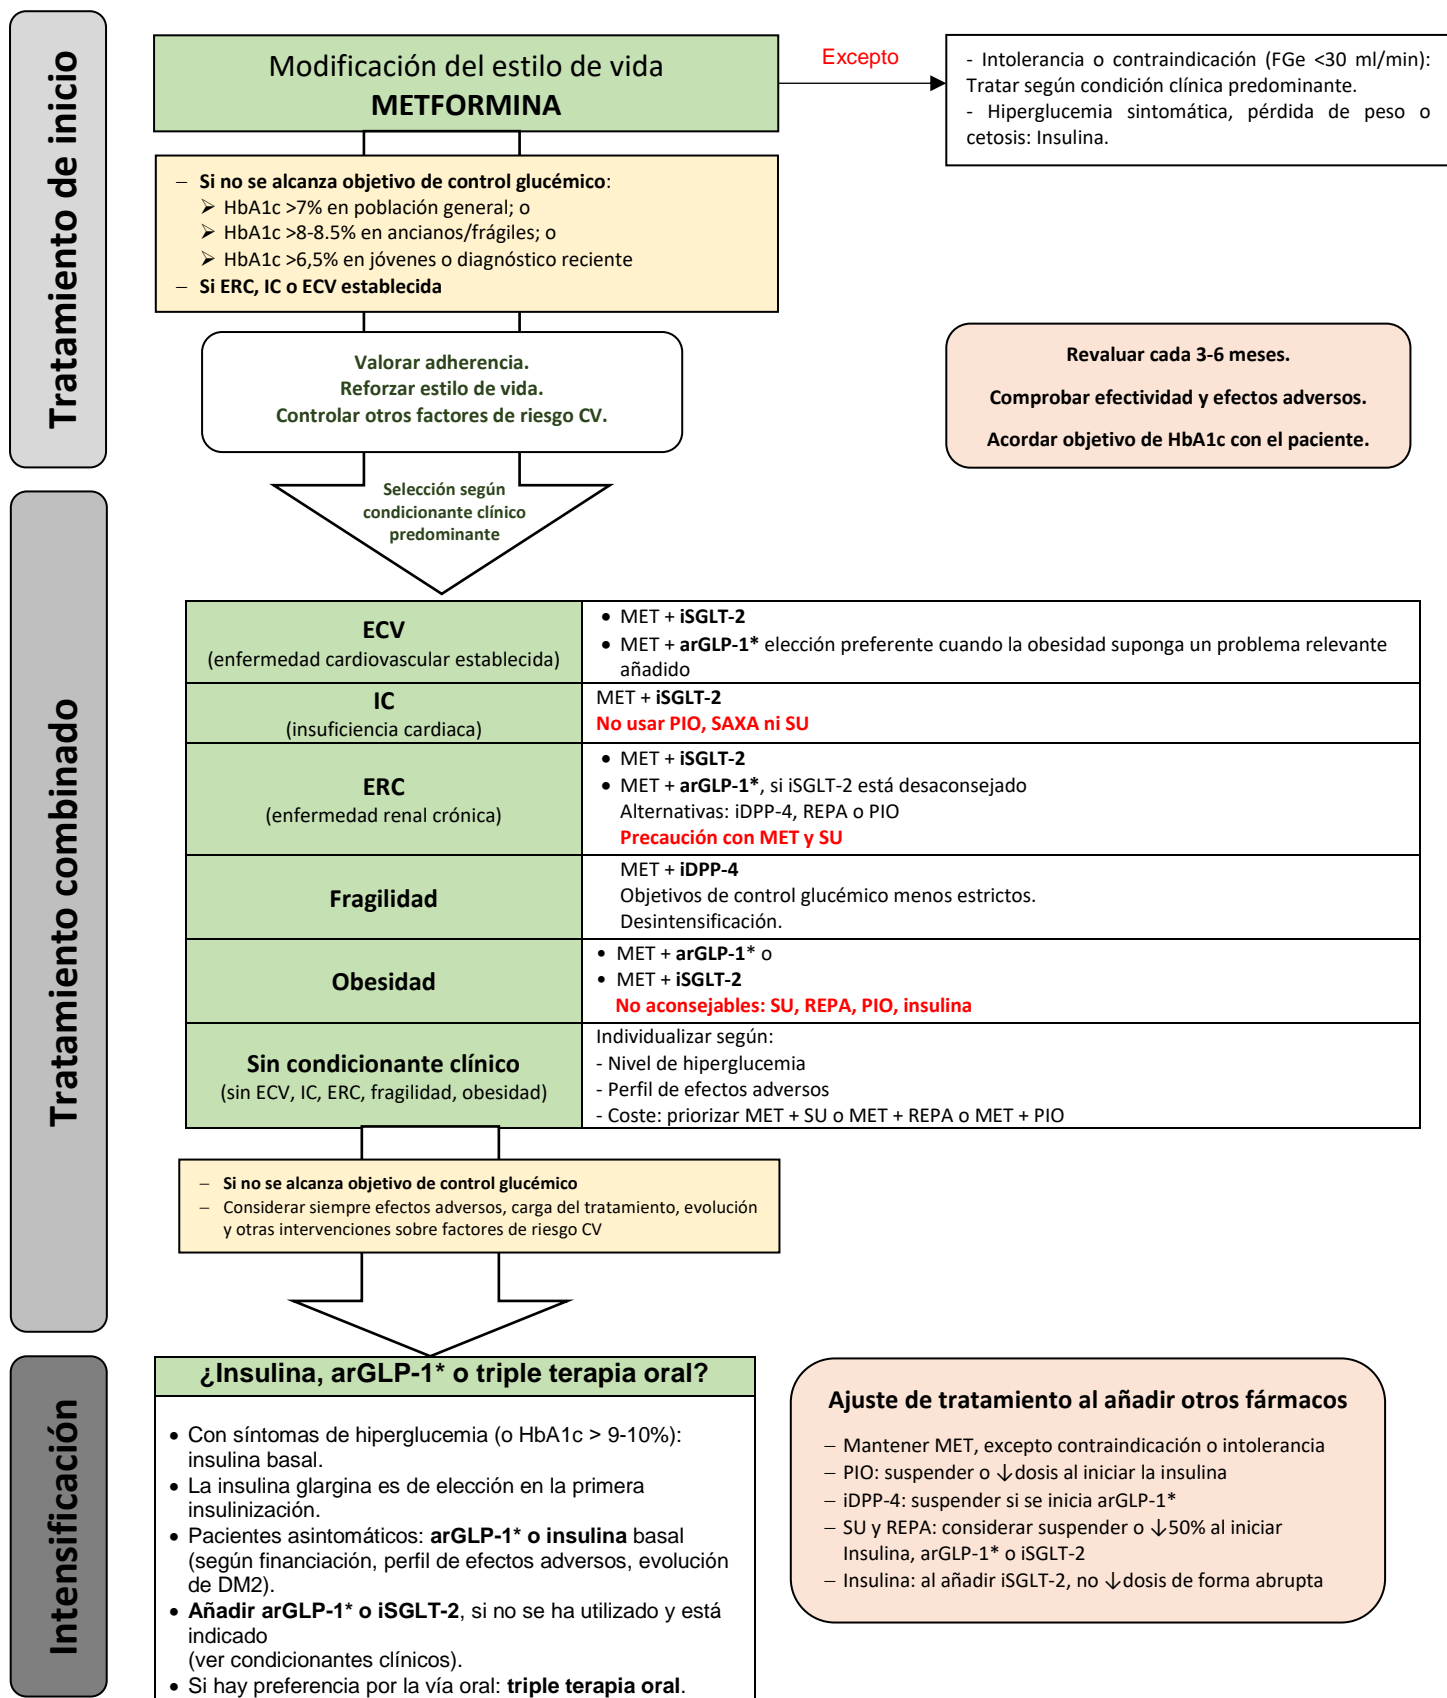 Tratamiento de inicio
Modificación del estilo de vida
METFORMINA
Excepto
- Intolerancia o contraindicación (FGe <30 ml/min):
Tratar según condición clínica predominante.
- Hiperglucemia sintomática, pérdida de peso o
cetosis: Insulina.
– Si no se alcanza objetivo de control glucémico:
➢ HbA1c >7% en población general; o
➢ HbA1c >8-8.5% en ancianos/frágiles; o
➢ HbA1c >6,5% en jóvenes o diagnóstico reciente
– Si ERC, IC o ECV establecida
Valorar adherencia.
Reforzar estilo de vida.
Controlar otros factores de riesgo CV.
Revaluar cada 3-6 meses.
Comprobar efectividad y efectos adversos.
Acordar objetivo de HbA1c con el paciente.
Selección según
condicionante clínico
predominante
Tratamiento combinado
ECV
(enfermedad cardiovascular establecida)
• MET + iSGLT-2
• MET + arGLP-1* elección preferente cuando la obesidad suponga un problema relevante
añadido
IC
(insuficiencia cardiaca)
MET + iSGLT-2
No usar PIO, SAXA ni SU
ERC
(enfermedad renal crónica)
• MET + iSGLT-2
• MET + arGLP-1*, si iSGLT-2 está desaconsejado
Alternativas: iDPP-4, REPA o PIO
Precaución con MET y SU
Fragilidad
MET + iDPP-4
Objetivos de control glucémico menos estrictos.
Desintensificación.
Obesidad
• MET + arGLP-1* o
• MET + iSGLT-2
No aconsejables: SU, REPA, PIO, insulina
Sin condicionante clínico
(sin ECV, IC, ERC, fragilidad, obesidad)
Individualizar según:
- Nivel de hiperglucemia
- Perfil de efectos adversos
- Coste: priorizar MET + SU o MET + REPA o MET + PIO
– Si no se alcanza objetivo de control glucémico
– Considerar siempre efectos adversos, carga del tratamiento, evolución
y otras intervenciones sobre factores de riesgo CV
Intensificación
¿Insulina, arGLP-1* o triple terapia oral?
• Con síntomas de hiperglucemia (o HbA1c > 9-10%):
insulina basal.
• La insulina glargina es de elección en la primera
insulinización.
• Pacientes asintomáticos: arGLP-1* o insulina basal
(según financiación, perfil de efectos adversos, evolución
de DM2).
• Añadir arGLP-1* o iSGLT-2, si no se ha utilizado y está
indicado
(ver condicionantes clínicos).
• Si hay preferencia por la vía oral: triple terapia oral.
Ajuste de tratamiento al añadir otros fármacos
– Mantener MET, excepto contraindicación o intolerancia
– PIO: suspender o ↓dosis al iniciar la insulina
– iDPP-4: suspender si se inicia arGLP-1*
– SU y REPA: considerar suspender o ↓50% al iniciar
Insulina, arGLP-1* o iSGLT-2
– Insulina: al añadir iSGLT-2, no ↓dosis de forma abrupta